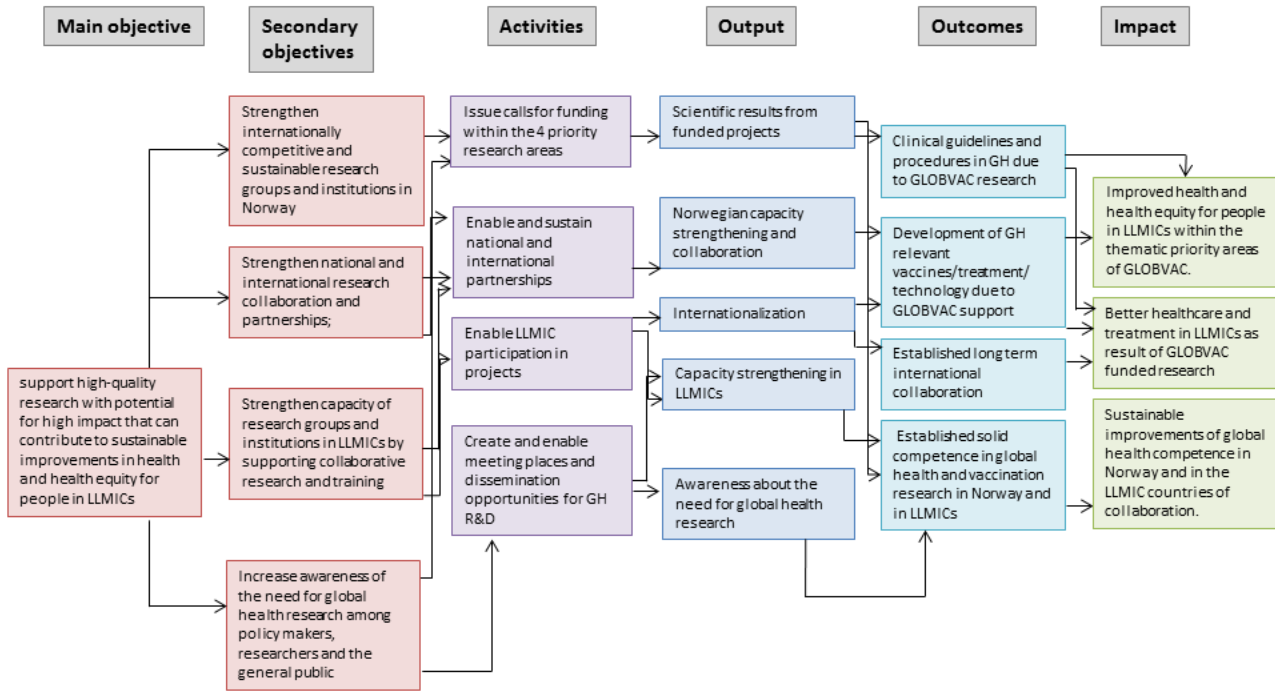 Main objective
Secondary
objectives
Activities
Output
Outcomes
Impact
support high-quality
research with potential
for high impact that can
contribute to sustainable
improvements in health
and health equity for
people in LLMICs
Strengthen
internationally
competitive and
sustainable research
groups and institutions in
Norway
Strengthen national and
international research
collaboration and
partnerships;
Strengthen capacity of
research groups and
institutions in LLMICs by
supporting collaborative
research and training
Increase awareness of
the need for global
health research among
policy makers,
researchers and the
general public
Issue calls for funding
within the 4 priority
research areas
Enable and sustain
national and
international
partnerships
Enable LLMIC
participation in
projects
Create and enable
meeting places and
dissemination
opportunities for GH
R&D
Scientific results from
funded projects
Norwegian capacity
strengthening and
collaboration
Internationalization
Capacity strengthening in
LLMICs
Awareness about the
need for global health
research
Clinical guidelines and
procedures in GH due
to GLOBVAC research
Development of GH
relevant
vaccines/treatment/
technology due to
GLOBVAC support
Established long term
international
collaboration
Established solid
competence in global
health and vaccination
research in Norway and
in LLMICs
Improved health and
health equity for people
in LLMICs within the
thematic priority areas
of GLOBVAC.
Better healthcare and
treatment in LLMICs as
result of GLOBVAC
funded research
Sustainable
improvements of global
health competence in
Norway and in the
LLMIC countries of
collaboration.